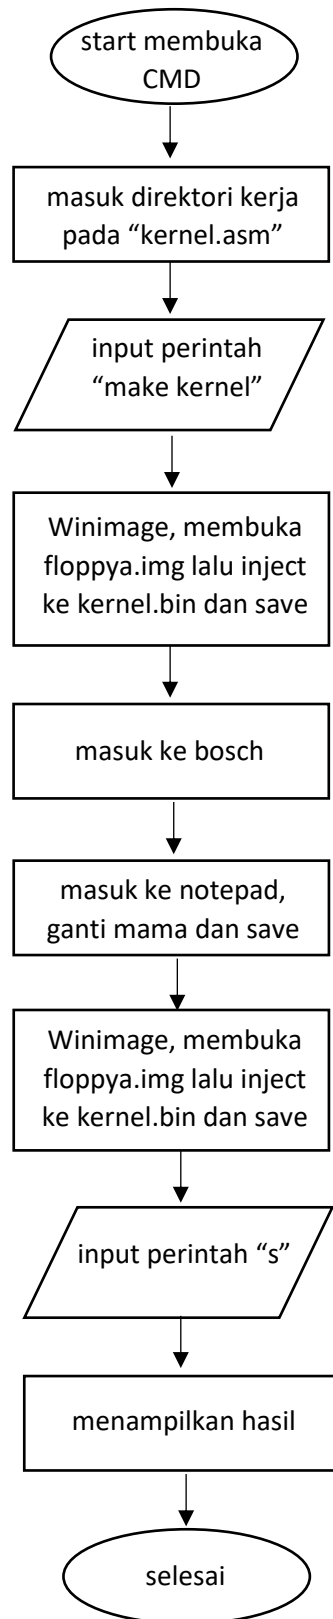 start membuka
CMD
masuk direktori kerja
pada “kernel.asm”
input perintah
“make kernel”
Winimage, membuka
floppya.img lalu inject
ke kernel.bin dan save
masuk ke bosch
masuk ke notepad,
ganti mama dan save
Winimage, membuka
floppya.img lalu inject
ke kernel.bin dan save
input perintah “s”
menampilkan hasil
selesai